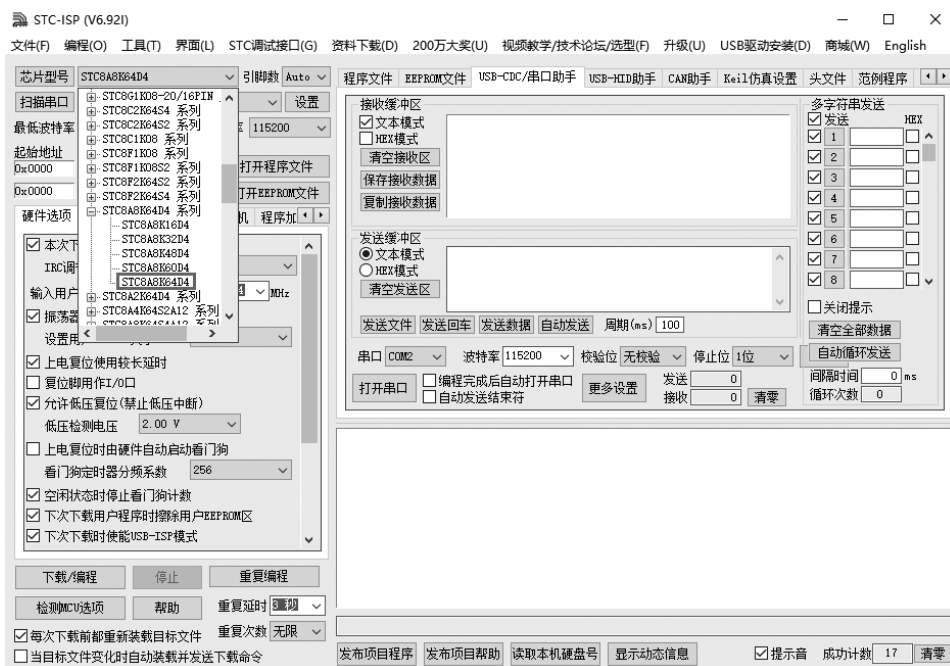 STC-ISP (V6.92I)
文件(F) 编程(O) 工具(T) 界面(L) STC调试接口(G) 资料下载(D) 200万大奖(U) 视频教学/技术论坛/选型(F) 升级(U) USB驱动安装(D) 商城(W) English
芯片型号 STC8A8K64D4 引脚数 Auto
程序文件 EEPROM文件 USB-CDC/串口助手 USB-HID助手 CAN助手 Keil仿真设置 头文件 范例程序
扫描串口 设置
最低波特率 115200
起始地址
0x0000 打开程序文件
0x0000 打开EEPROM文件
硬件选项 程序加
STC8G1K08-20/16PIN
STC8C2K64S4 系列
STC8C2K64S2 系列
STC8C1K08 系列
STC8F1K08 系列
STC8F1K08S2 系列
STC8F2K64S2 系列
STC8F2K64S4 系列
STC8A8K64D4 系列
STC8A8K16D4
STC8A8K32D4
STC8A8K48D4
STC8A8K60D4
STC8A8K64D4
STC8A2K64D4 系列
STC8A4K64S2A12 系列
STC8A8K64S4A12 系列
本次下
IRC调
输入用户 MHz
振荡器
设置用
上电复位使用较长延时
复位脚用作I/O口
允许低压复位(禁止低压中断)
低压检测电压 2.00 V
上电复位时由硬件自动启动看门狗
看门狗定时器分频系数 256
空闲状态时停止看门狗计数
下次下载用户程序时擦除用户EEPROM区
下次下载时使能USB-ISP模式
下载/编程 停止 重复编程
检测MCU选项 帮助 重复延时 3 秒
每次下载前都重新装载目标文件 重复次数 无限
当目标文件变化时自动装载并发送下载命令
接收缓冲区
文本模式
HEX模式
清空接收区
保存接收数据
复制接收数据
发送缓冲区
文本模式
HEX模式
清空发送区
发送文件 发送回车 发送数据 自动发送 周期(ms) 100
串口 COM2 波特率 115200 校验位 无校验 停止位 1位
打开串口 编程完成后自动打开串口 更多设置 发送 0
自动发送结束符 接收 0 清零
多字符串发送
发送 HEX
1
2
3
4
5
6
7
8
关闭提示
清空全部数据
自动循环发送
间隔时间 0 ms
循环次数 0
发布项目程序 发布项目帮助 读取本机硬盘号 显示动态信息 提示音 成功计数 17 清零